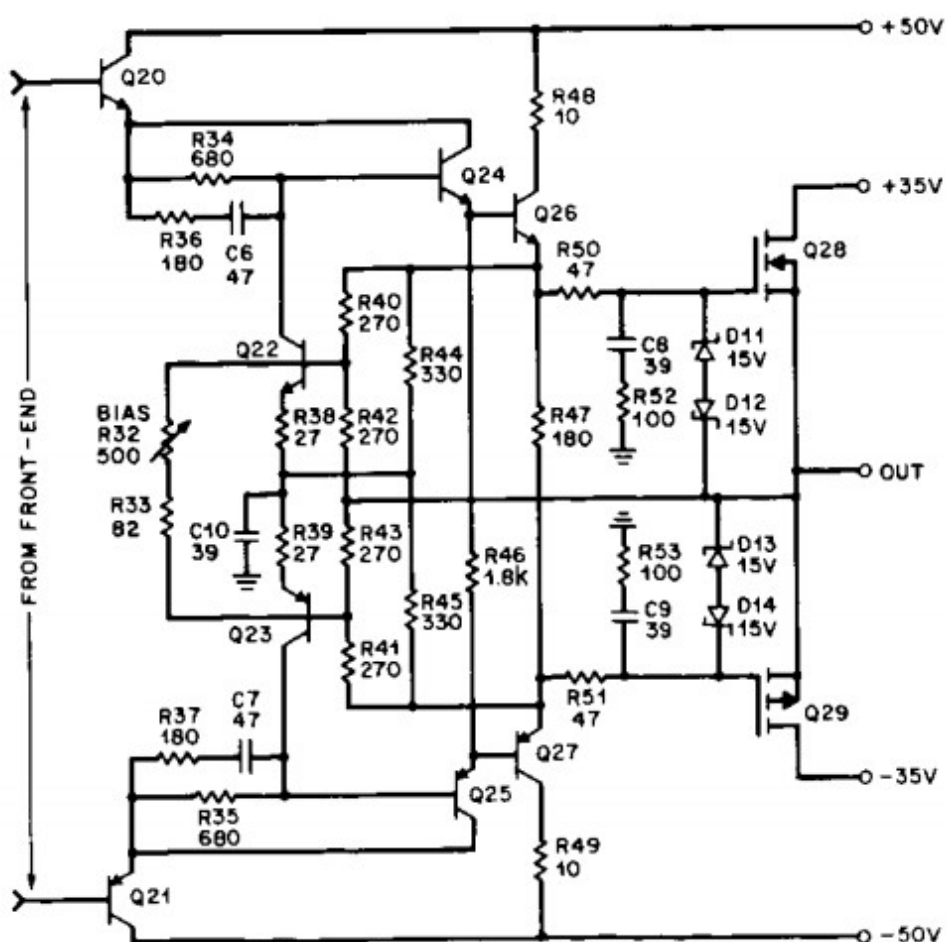 +50V
Q20
R48
10
R34
680
Q24
+35V
Q26
R36
180
C6
47
R50
47
Q28
R40
270
Q22
R44
330
C8
39
D11
15V
BIAS
R32
500
R38
27
R42
270
R47
180
R52
100
D12
15V
OUT
R33
82
C10
39
R39
27
R43
270
R46
1.8k
R53
100
D13
15V
FROM FRONT-END
R45
330
C9
39
D14
15V
Q23
R41
270
R51
47
Q29
C7
47
R37
180
Q27
-35V
R35
680
Q25
R49
10
Q21
-50V